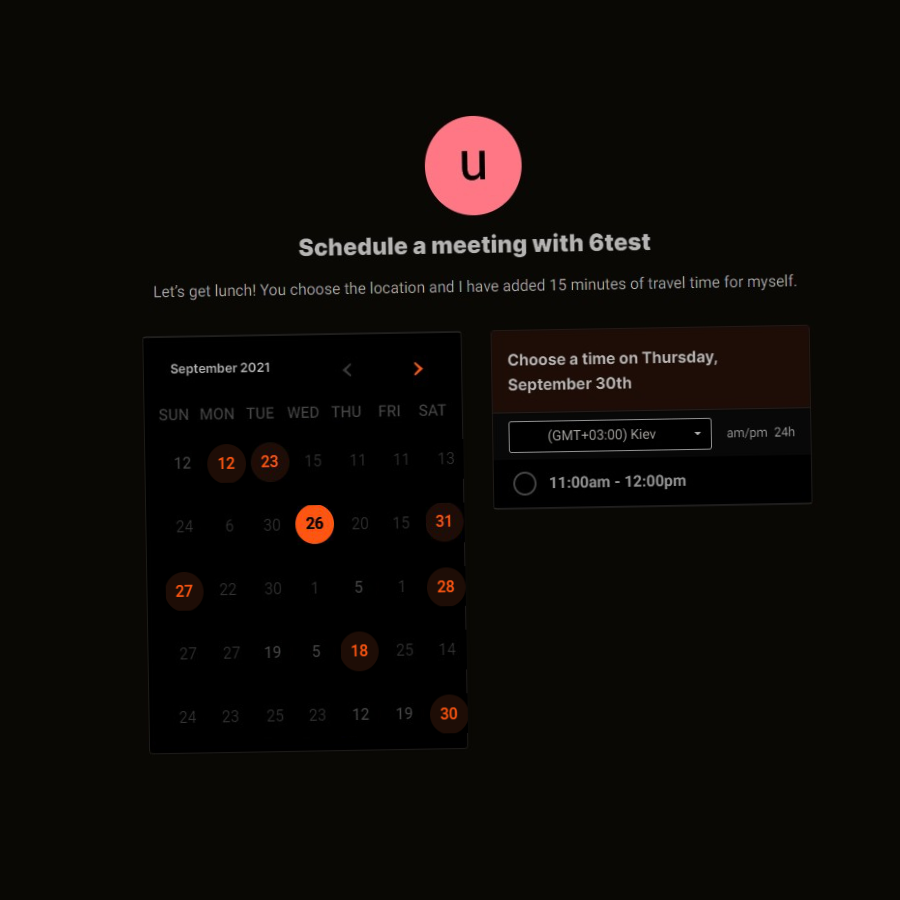 u
Schedule a meeting with 6test
Let's get lunch! You choose the location and I have added 15 minutes of travel time for myself.
September 2021
SUN MON TUE WED THU FRI SAT
12 12 23 15 11 11 13
24 6 30 26 20 15 31
27 22 30 1 5 1 28
27 27 19 5 18 25 14
24 23 25 23 12 19 30
Choose a time on Thursday,
September 30th
(GMT+03:00) Kiev am/pm 24h
11:00am - 12:00pm